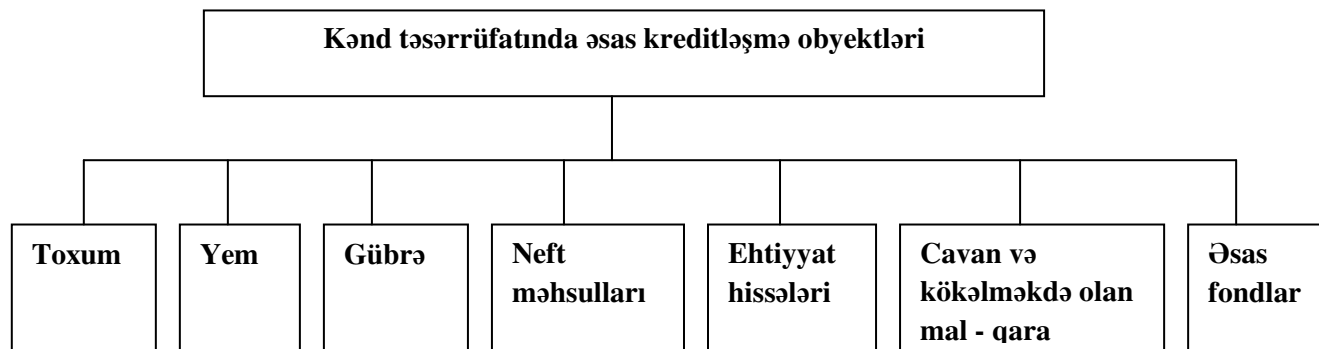 Kənd təsərrüfatında əsas kreditləşmə obyektləri
Toxum
Yem
Gübrə
Neft
məhsulları
Ehtiyyat
hissələri
Cavan və
kökəlməkdə olan
mal - qara
Əsas
fondlar